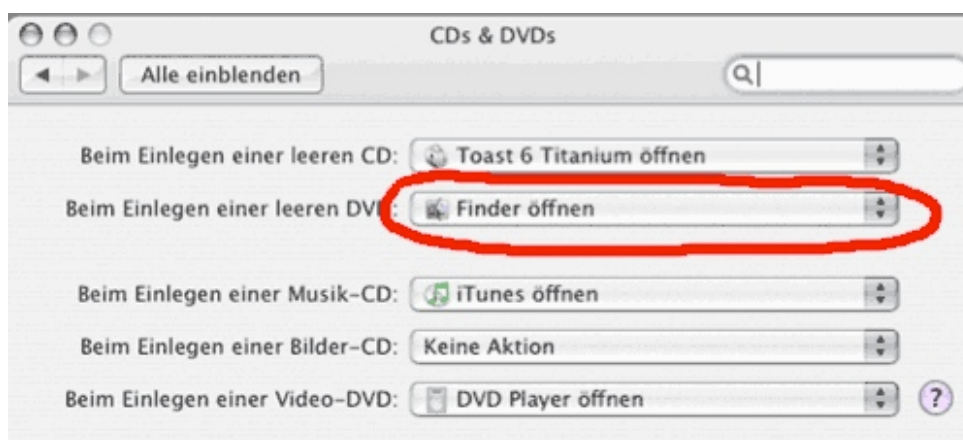 CDs & DVDs
Alle einblenden
Beim Einlegen einer leeren CD: Toast 6 Titanium öffnen
Beim Einlegen einer leeren DVD: Finder öffnen
Beim Einlegen einer Musik-CD: iTunes öffnen
Beim Einlegen einer Bilder-CD: Keine Aktion
Beim Einlegen einer Video-DVD: DVD Player öffnen ?